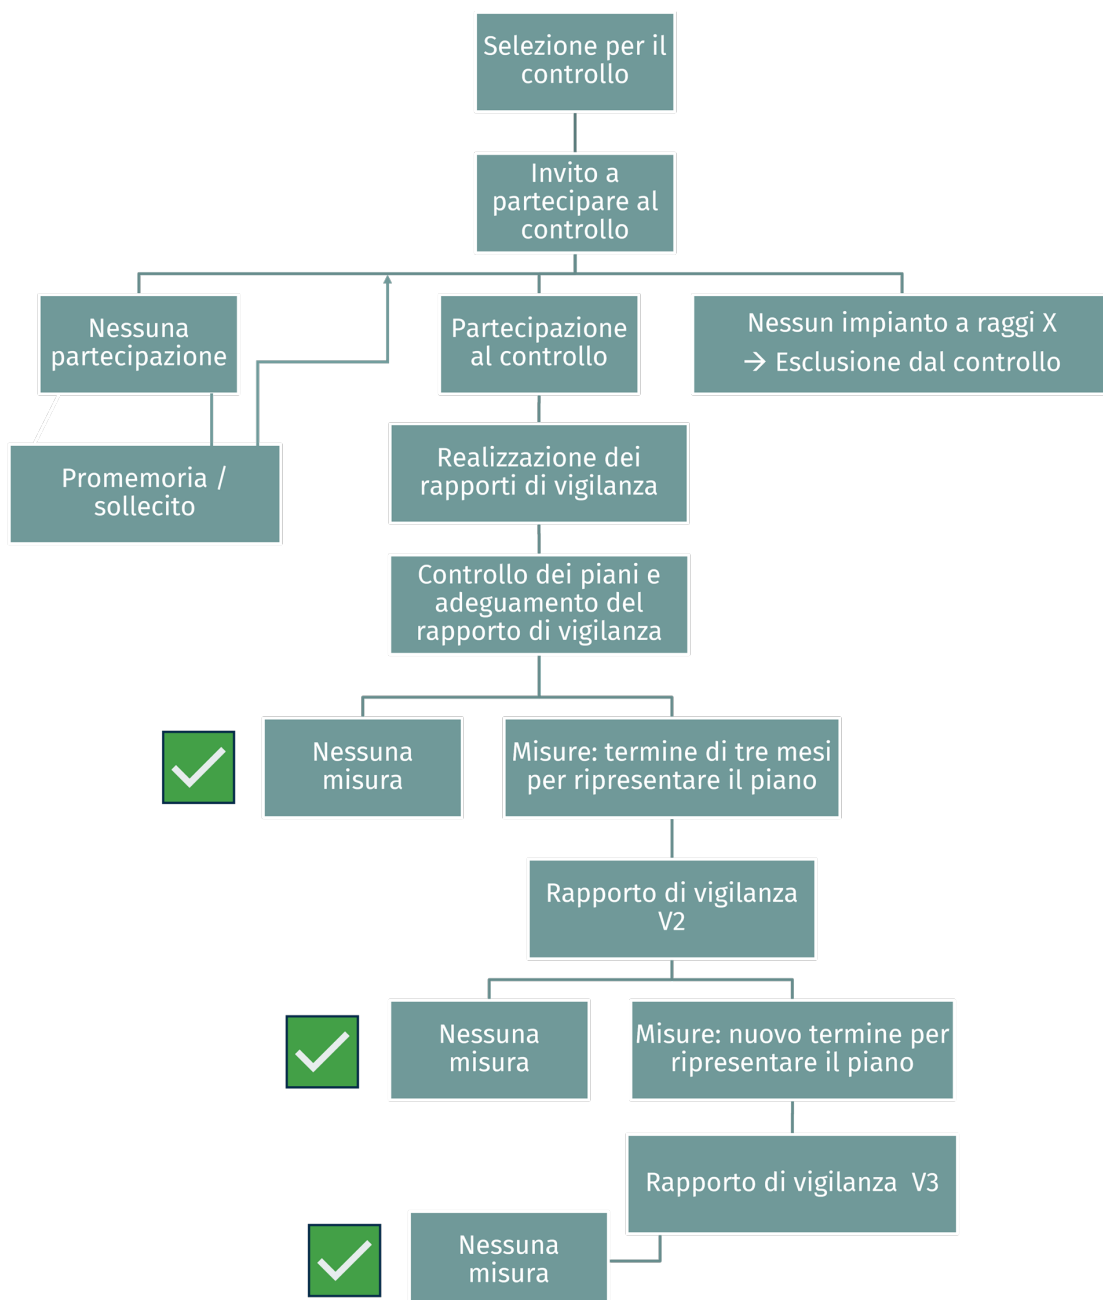 Selezione per il
controllo
Invito a
partecipare al
controllo
Nessuna
partecipazione
Partecipazione
al controllo
Nessun impianto a raggi X
→ Esclusione dal controllo
Promemoria /
sollecito
Realizzazione dei
rapporti di vigilanza
Controllo dei piani e
adeguamento del
rapporto di vigilanza
Nessuna
misura
Misure: termine di tre mesi
per ripresentare il piano
Rapporto di vigilanza
V2
Nessuna
misura
Misure: nuovo termine per
ripresentare il piano
Rapporto di vigilanza V3
Nessuna
misura